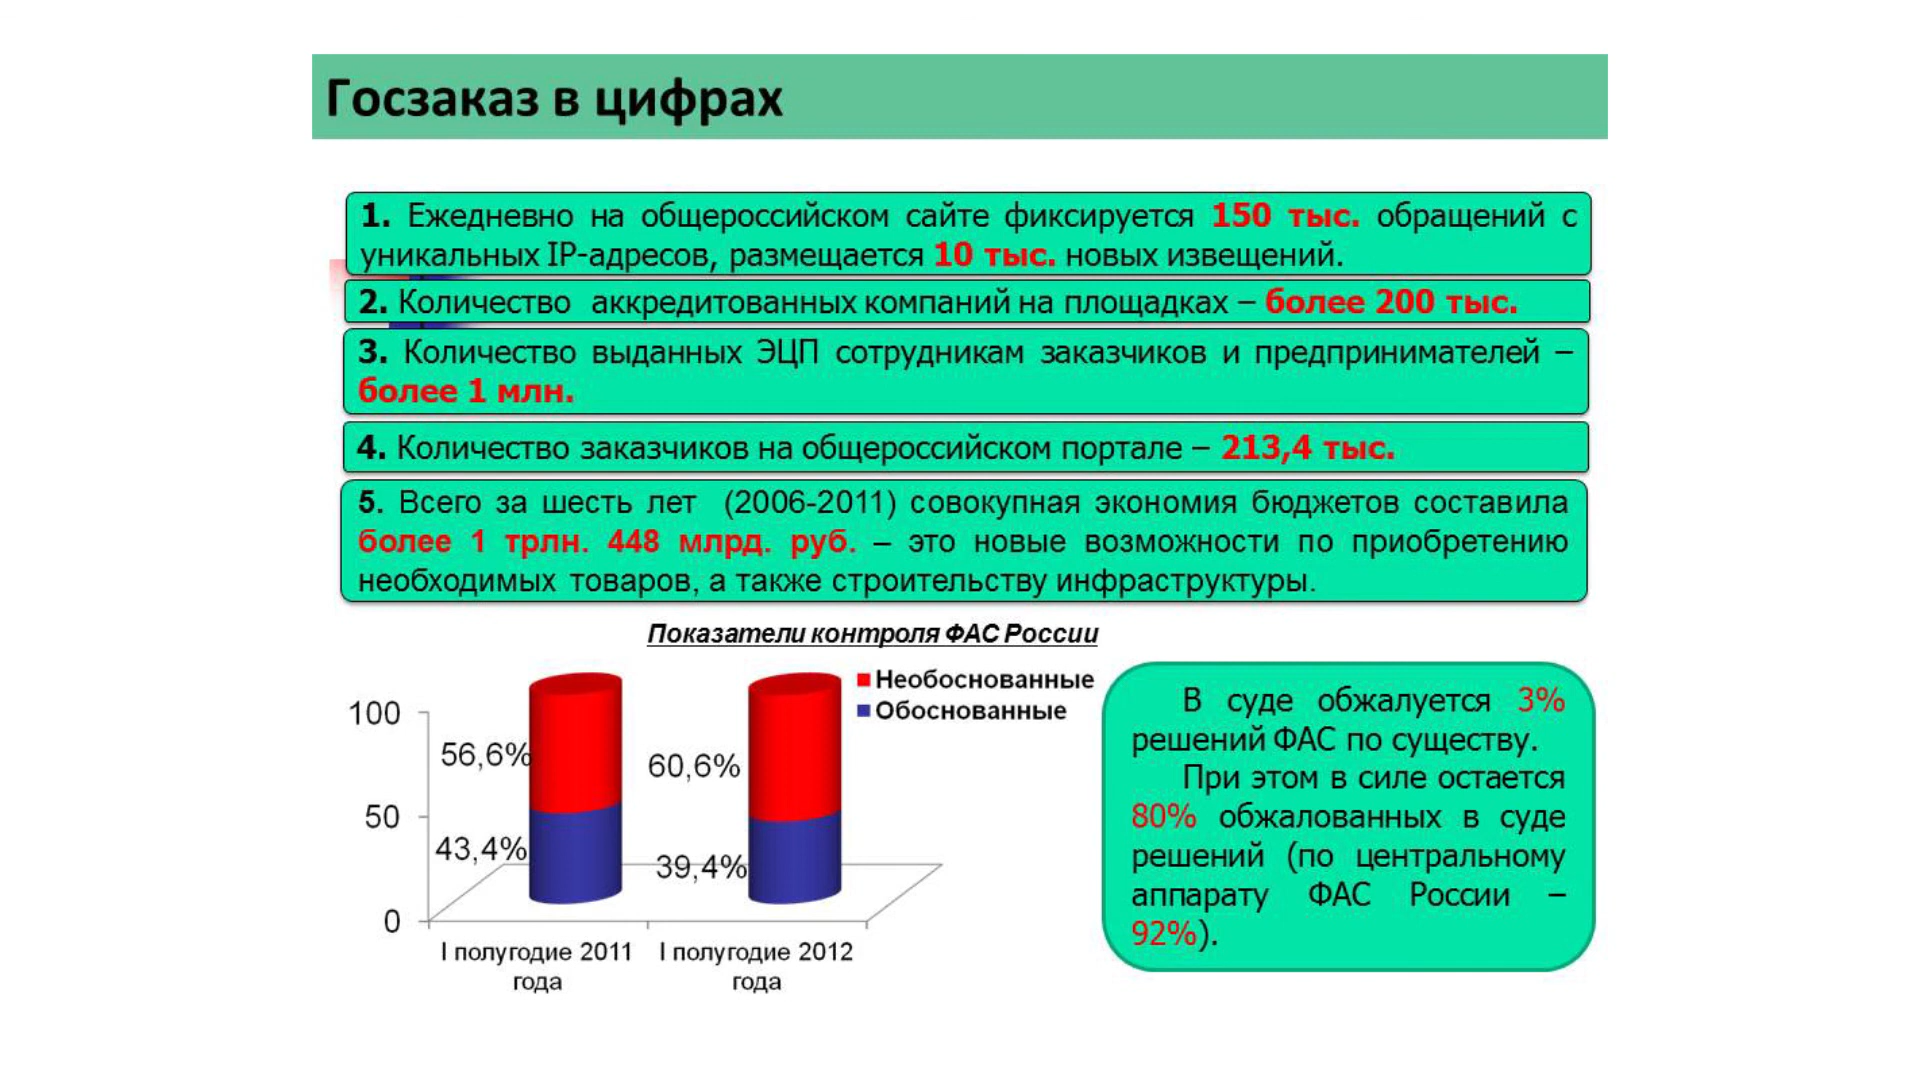 Госзаказ в цифрах
1. Ежедневно на общероссийском сайте фиксируется 150 тыс. обращений с
уникальных IP-адресов, размещается 10 тыс. новых извещений.
2. Количество аккредитованных компаний на площадках – более 200 тыс.
3. Количество выданных ЭЦП сотрудникам заказчиков и предпринимателей –
более 1 млн.
4. Количество заказчиков на общероссийском портале – 213,4 тыс.
5. Всего за шесть лет (2006-2011) совокупная экономия бюджетов составила
более 1 трлн. 448 млрд. руб. – это новые возможности по приобретению
необходимых товаров, а также строительству инфраструктуры.
Показатели контроля ФАС России
Необоснованные
Обоснованные
100
50
0
56,6%
43,4%
60,6%
39,4%
I полугодие 2011
года
I полугодие 2012
года
В суде обжалуется 3%
решений ФАС по существу.
При этом в силе остается
80% обжалованных в суде
решений (по центральному
аппарату ФАС России –
92%).